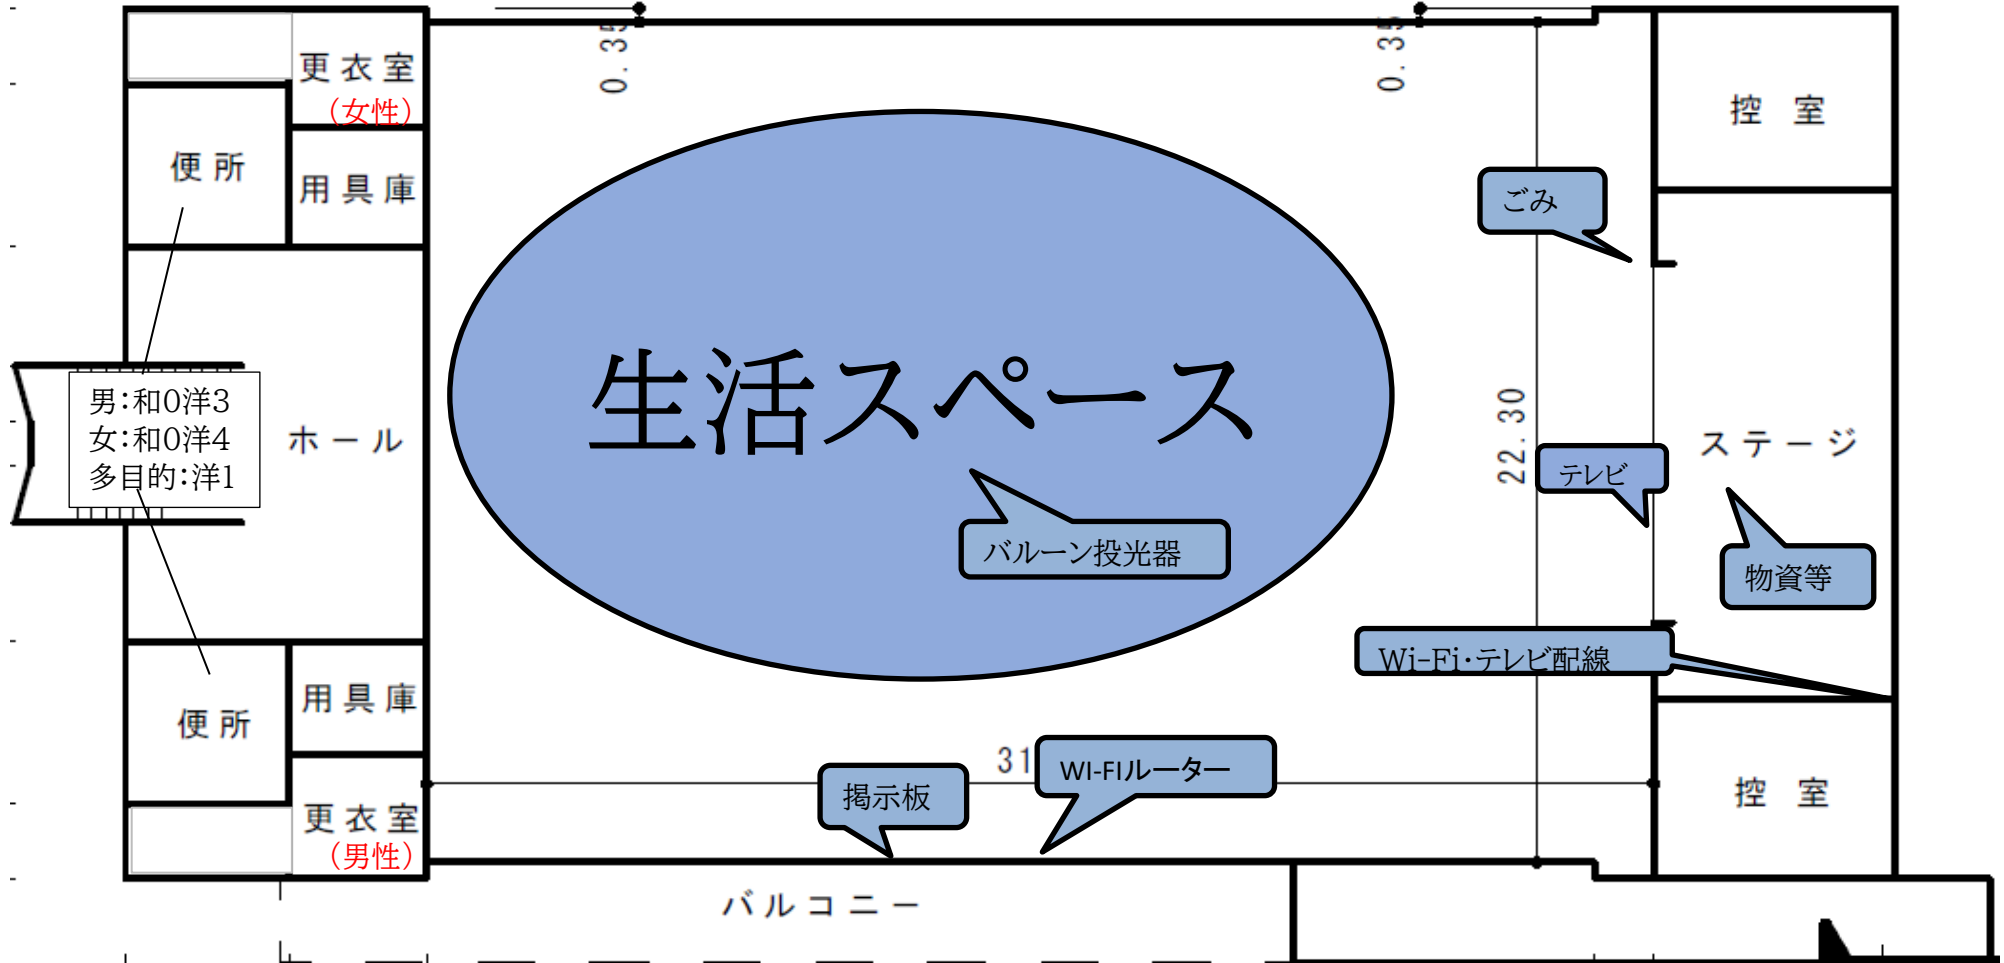 0.35
0.35
更衣室
(女性)
控 室
便所
用具庫
ごみ
生活スペース
男:和0洋3
女:和0洋4
多目的:洋1
ホール
22.30
ステージ
テレビ
バルーン投光器
物資等
Wi-Fi・テレビ配線
用具庫
便所
31
WI-FIルーター
掲示板
控 室
更衣室
(男性)
バルコニー